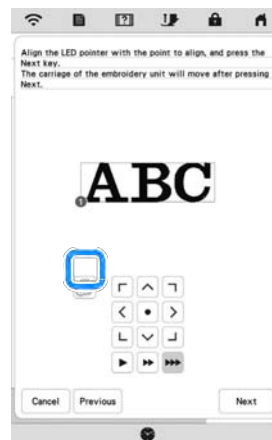 Align the LED pointer with the point to align, and press the
Next key.
The carriage of the embroidery unit will move after pressing
Next.
ABC
1
Cancel
Previous
Next